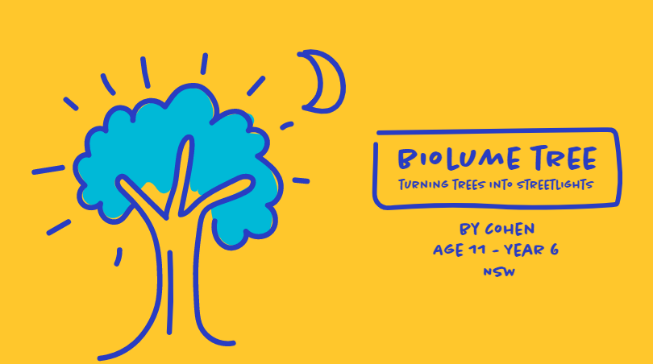 BIOLUME TREE
TURNING TREES INTO STREETLIGHTS
BY COHEN
AGE 11 - YEAR 6
NSW